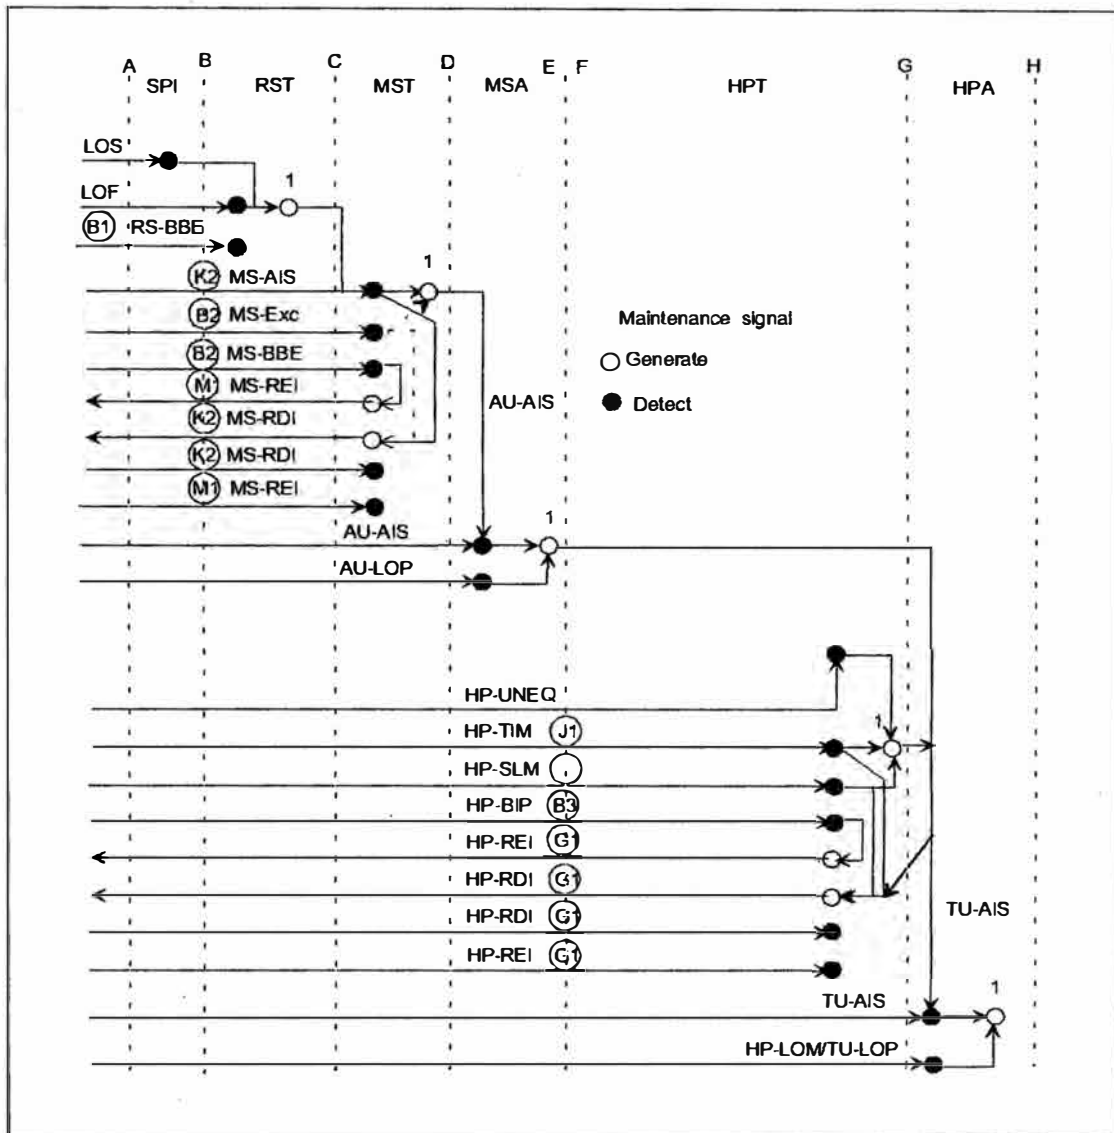 A B C D E F G H
SPI RST MST MSA HPT HPA
LOS
LOF 1
B1 RS-BBE
K2 MS-AIS 1
B2 MS-Exc
Maintenance signal
B2 MS-BBE
Generate
M1 MS-REI
AU-AIS
Detect
K2 MS-RDI
K2 MS-RDI
M1 MS-REI
AU-AIS 1
AU-LOP
HP-UNEQ
HP-TIM J1 1
HP-SLM
HP-BIP B3
HP-REI G1
HP-RDI G1
TU-AIS
HP-RDI G1
HP-REI G1
TU-AIS 1
HP-LOM/TU-LOP